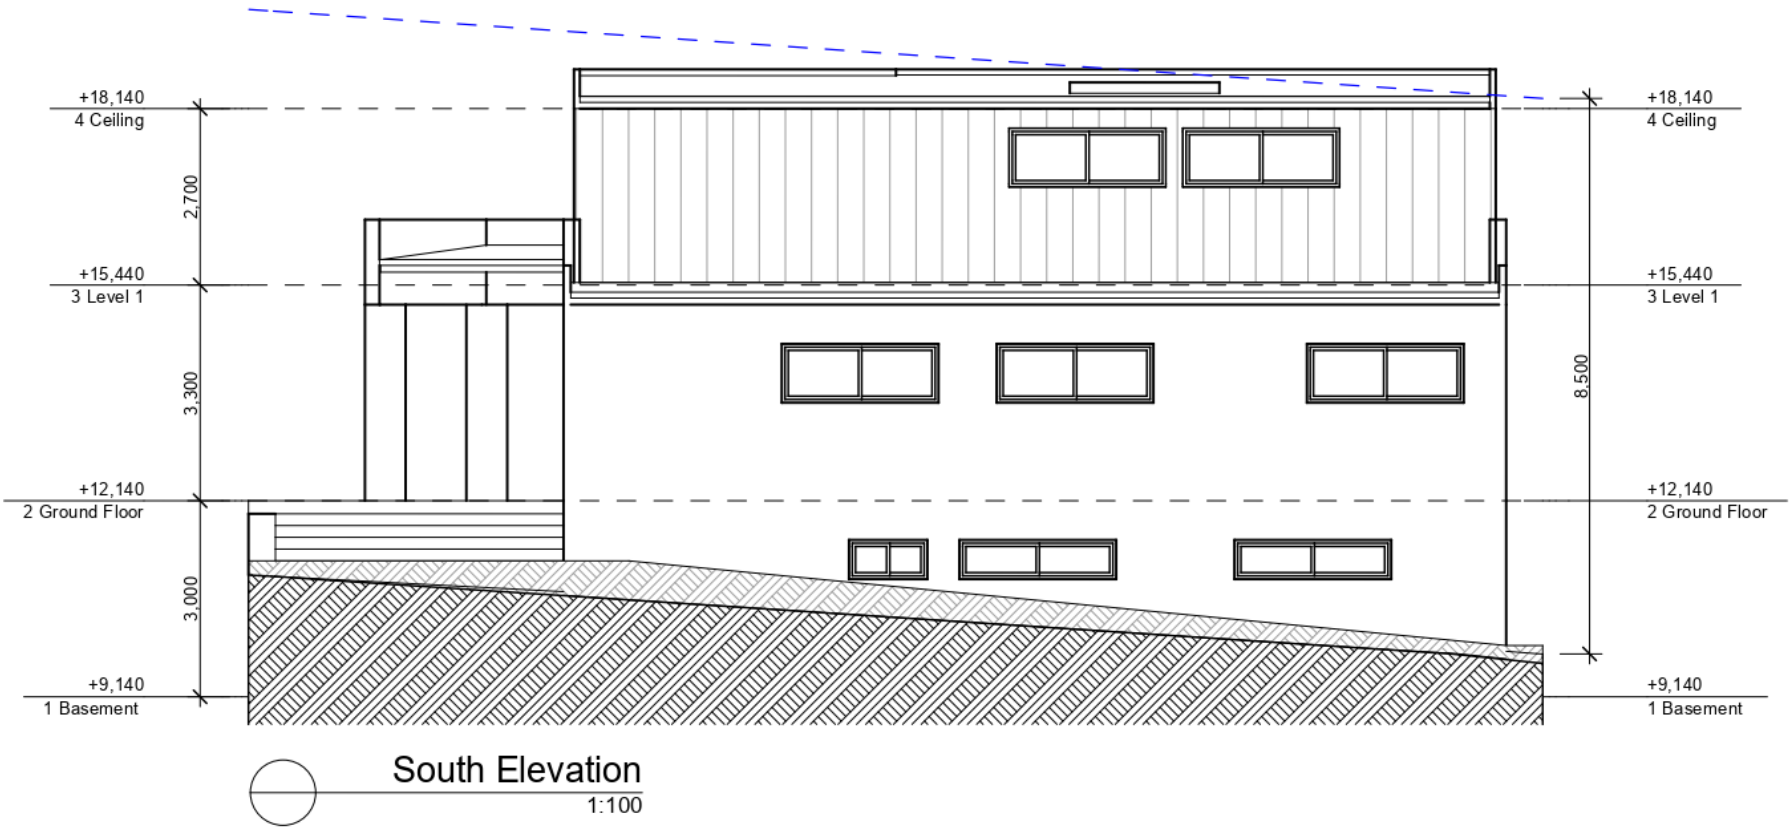 +18,140
4 Ceiling
+18,140
4 Ceiling
2,700
+15,440
3 Level 1
+15,440
3 Level 1
3,300
8,500
+12,140
2 Ground Floor
+12,140
2 Ground Floor
3,000
+9,140
1 Basement
+9,140
1 Basement
South Elevation
1:100